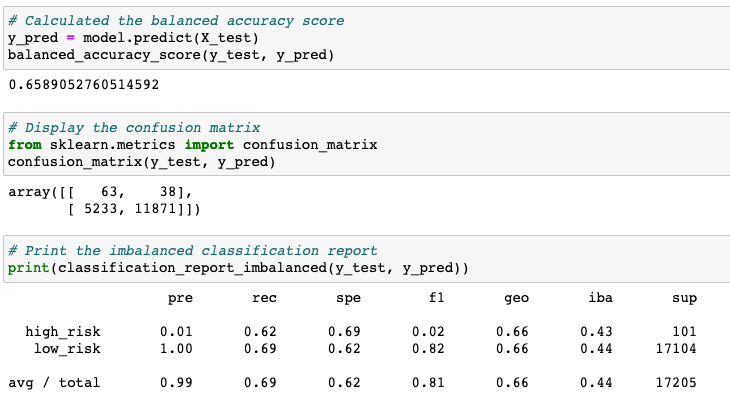 # Calculated the balanced accuracy score
y_pred = model.predict(X_test)
balanced_accuracy_score(y_test, y_pred)
0.6589052760514592
# Display the confusion matrix
from sklearn.metrics import confusion_matrix
confusion_matrix(y_test, y_pred)
array([[   63,    38],
       [ 5233, 11871]])
# Print the imbalanced classification report
print(classification_report_imbalanced(y_test, y_pred))
pre rec spe f1 geo iba sup
high_risk 0.01 0.62 0.69 0.02 0.66 0.43 101
low_risk 1.00 0.69 0.62 0.82 0.66 0.44 17104
avg / total 0.99 0.69 0.62 0.81 0.66 0.44 17205